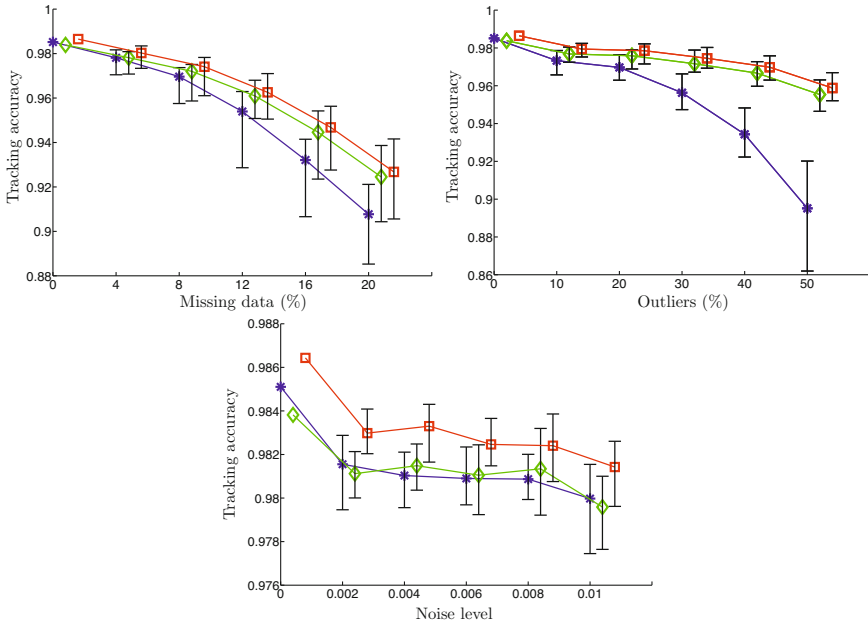 1
0.98
0.96
0.94
0.92
0.9
0.88
0 4 8 12 16 20
Missing data (%)
Tracking accuracy
1
0.98
0.96
0.94
0.92
0.9
0.88
0.86
0 10 20 30 40 50
Outliers (%)
Tracking accuracy
0.988
0.986
0.984
0.982
0.98
0.978
0.976
0 0.002 0.004 0.006 0.008 0.01
Noise level
Tracking accuracy